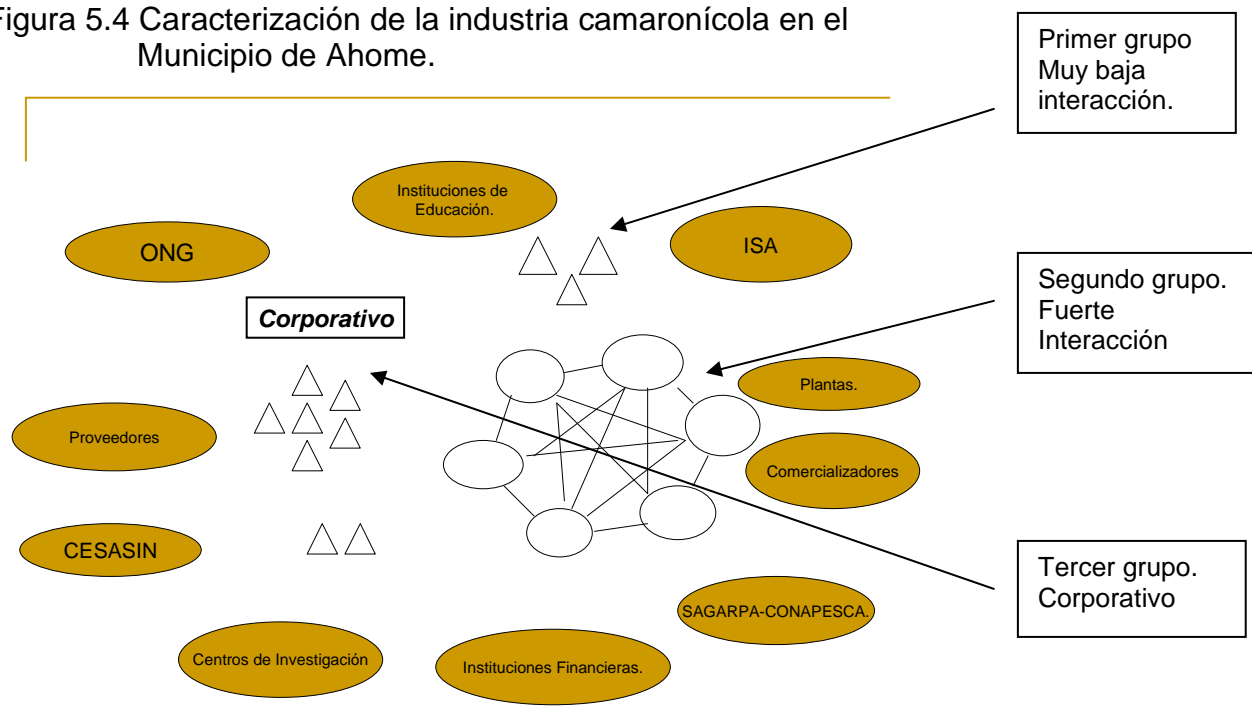 Figura 5.4 Caracterización de la industria camaronícola en el
Municipio de Ahome.
Primer grupo
Muy baja
interacción.
Instituciones de
Educación.
ONG
ISA
Corporativo
Segundo grupo.
Fuerte
Interacción
Plantas.
Proveedores
Comercializadores
CESASIN
Tercer grupo.
Corporativo
SAGARPA-CONAPESCA.
Centros de Investigación
Instituciones Financieras.